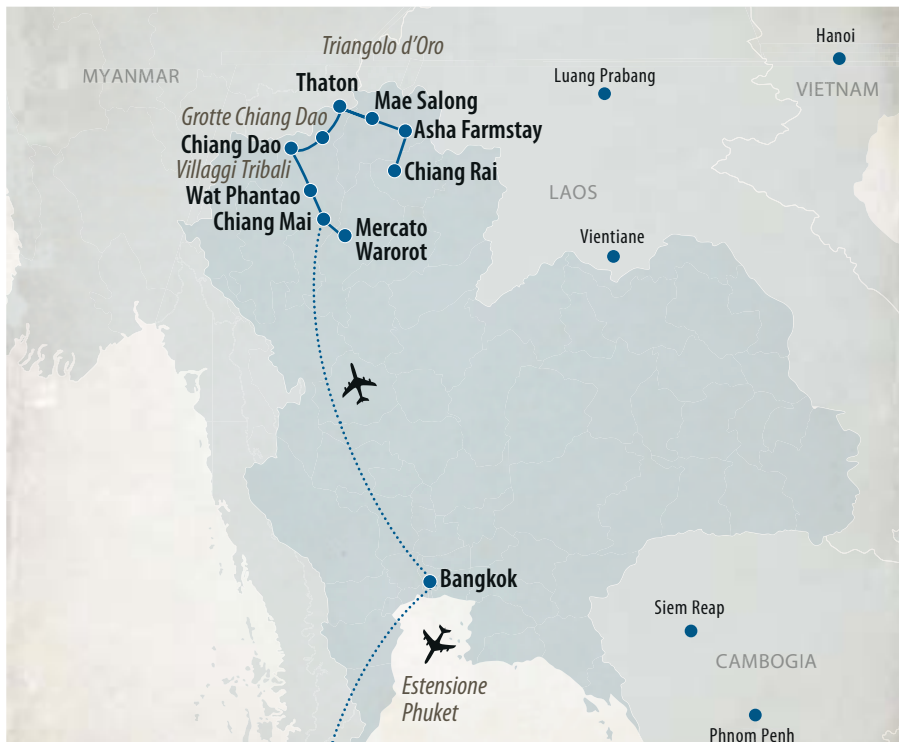 Triangolo d'Oro
Hanoi
MYANMAR
Luang Prabang
VIETNAM
Thaton
Mae Salong
Grotte Chiang Dao
Asha Farmstay
Chiang Dao
Villaggi Tribali
Chiang Rai
Wat Phantao
LAOS
Chiang Mai
Mercato
Warorot
Vientiane
Bangkok
Siem Reap
CAMBOGIA
Estensione
Phuket
Phnom Penh